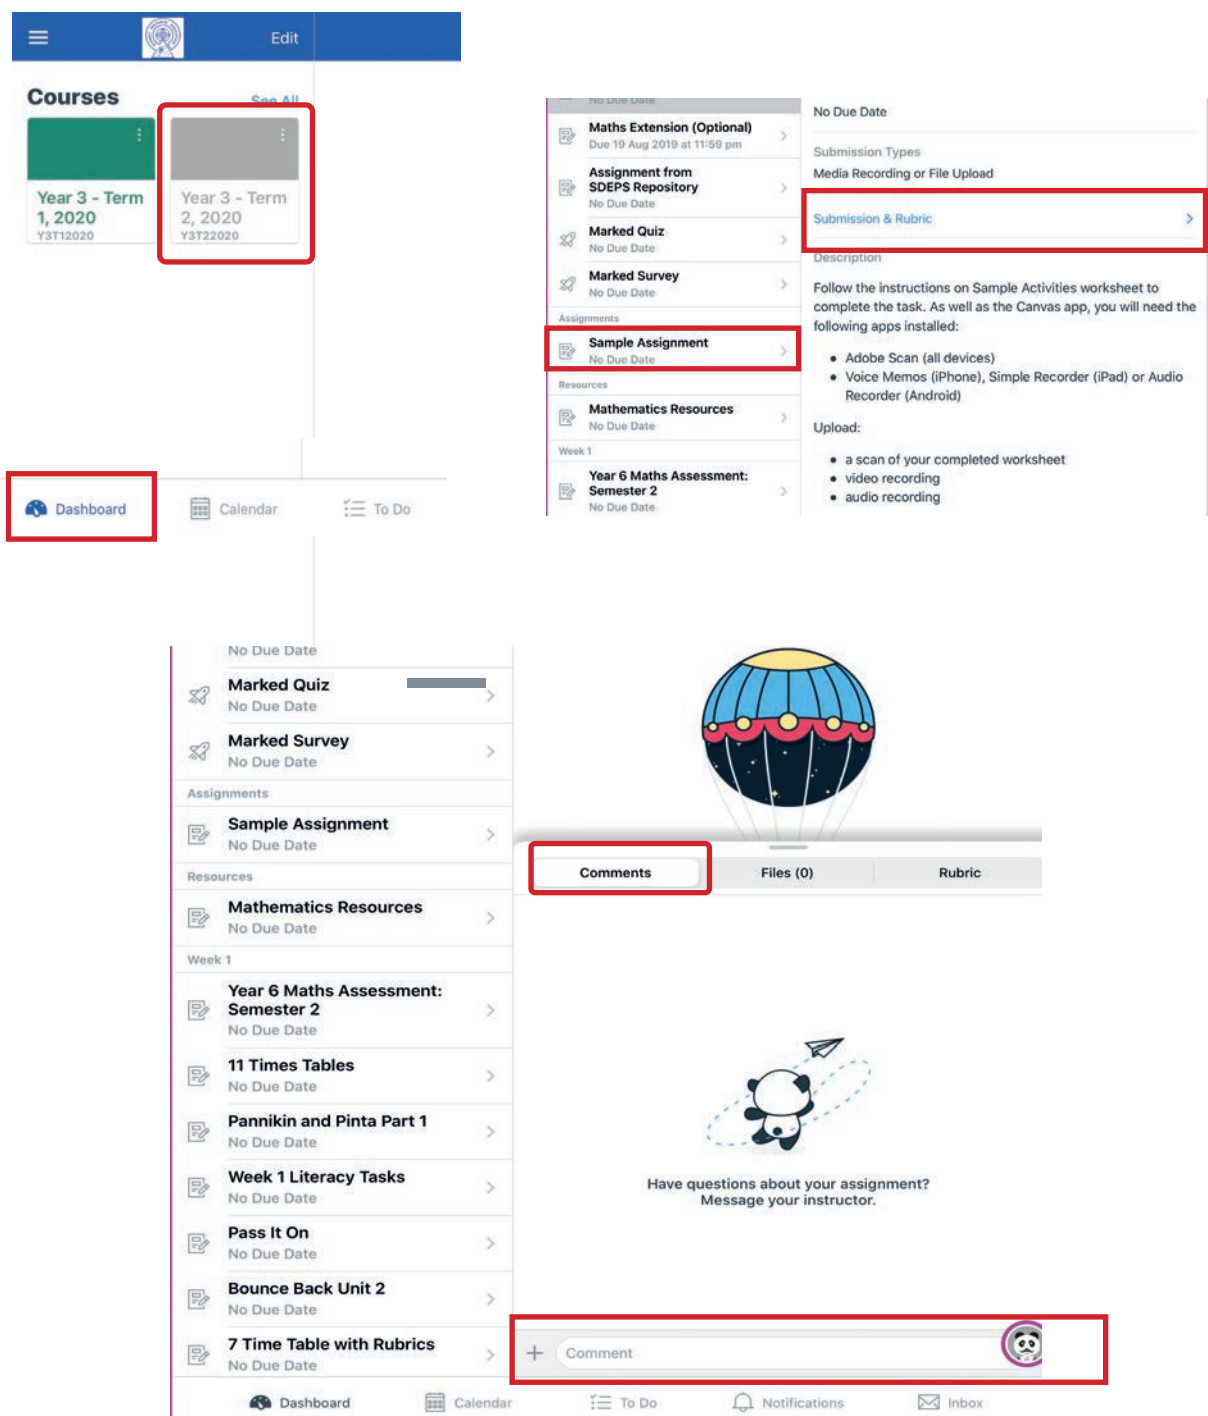 Edit
Courses
See All
Year 3 - Term
1, 2020
Y3T12020
Year 3 - Term
2, 2020
Y3T22020
Dashboard
Calendar
To Do
No Due Date
Maths Extension (Optional)
Due 19 Aug 2019 at 11:59 pm
Assignment from
SDEPS Repository
No Due Date
Marked Quiz
No Due Date
Marked Survey
No Due Date
Assignments
Sample Assignment
No Due Date
Resources
Mathematics Resources
No Due Date
Week 1
Year 6 Maths Assessment:
Semester 2
No Due Date
No Due Date
Submission Types
Media Recording or File Upload
Submission & Rubric
Description
Follow the instructions on Sample Activities worksheet to
complete the task. As well as the Canvas app, you will need the
following apps installed:
• Adobe Scan (all devices)
• Voice Memos (iPhone), Simple Recorder (iPad) or Audio
Recorder (Android)
Upload:
• a scan of your completed worksheet
• video recording
• audio recording
No Due Date
Marked Quiz
No Due Date
Marked Survey
No Due Date
Assignments
Sample Assignment
No Due Date
Resources
Mathematics Resources
No Due Date
Week 1
Year 6 Maths Assessment:
Semester 2
No Due Date
11 Times Tables
No Due Date
Pannikin and Pinta Part 1
No Due Date
Week 1 Literacy Tasks
No Due Date
Pass It On
No Due Date
Bounce Back Unit 2
No Due Date
7 Time Table with Rubrics
No Due Date
Comments
Files (0)
Rubric
Have questions about your assignment?
Message your instructor.
Comment
Dashboard
Calendar
To Do
Notifications
Inbox